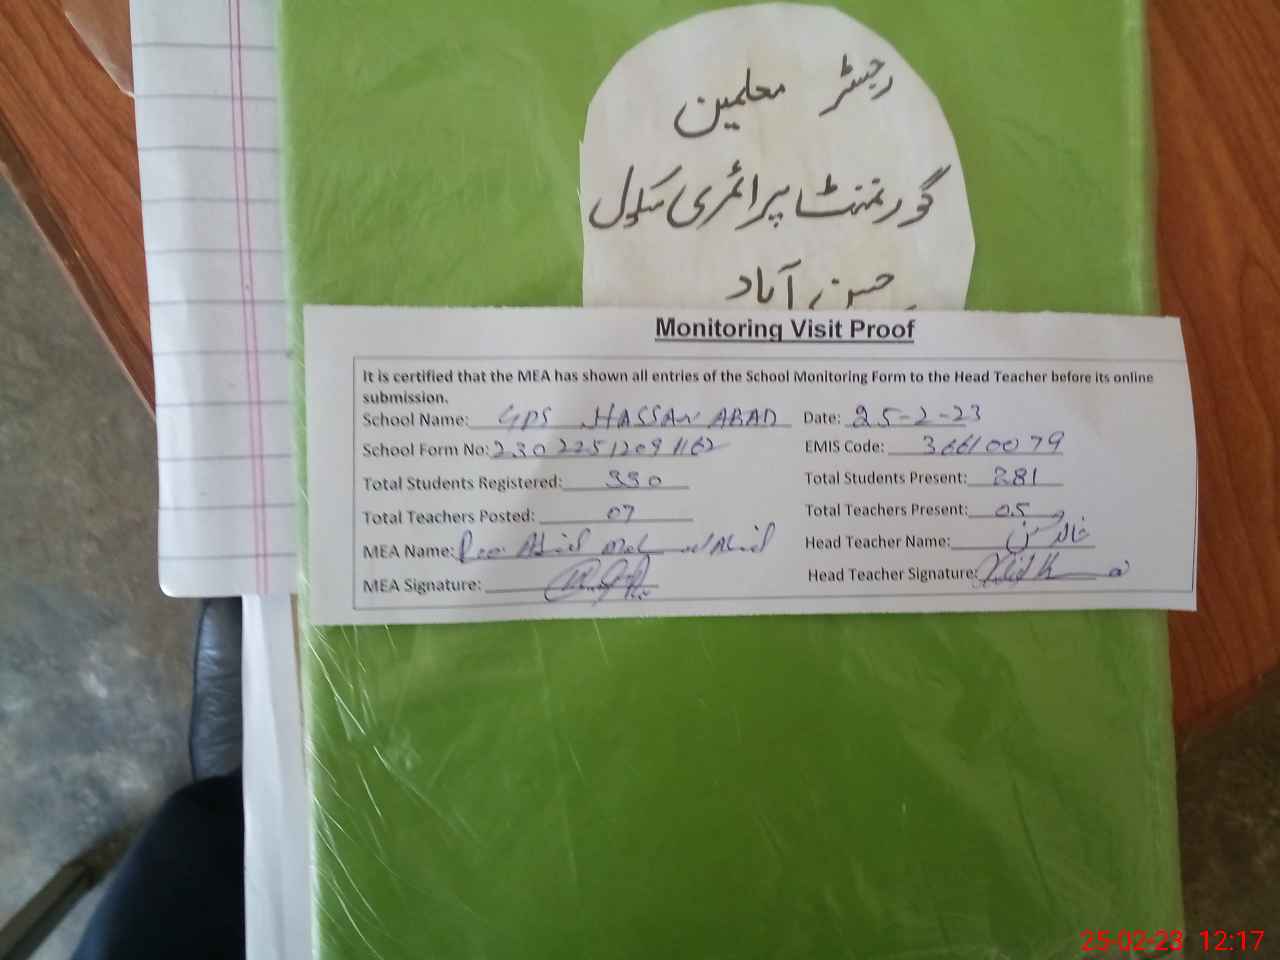 رجسٹر معلمین
گورنمنٹ پرائمری سکول
حسن آباد
Monitoring Visit Proof
It is certified that the MEA has shown all entries of the School Monitoring Form to the Head Teacher before its online
submission.
School Name: GPS HASSAN ABAD Date: 25-2-23
School Form No: 23022512091162 EMIS Code: 36610079
Total Students Registered: 330 Total Students Present: 281
Total Teachers Posted: 07 Total Teachers Present: 05
MEA Name: Head Teacher Name: خالد حسن
MEA Signature: Head Teacher Signature:
25-02-23 12:17